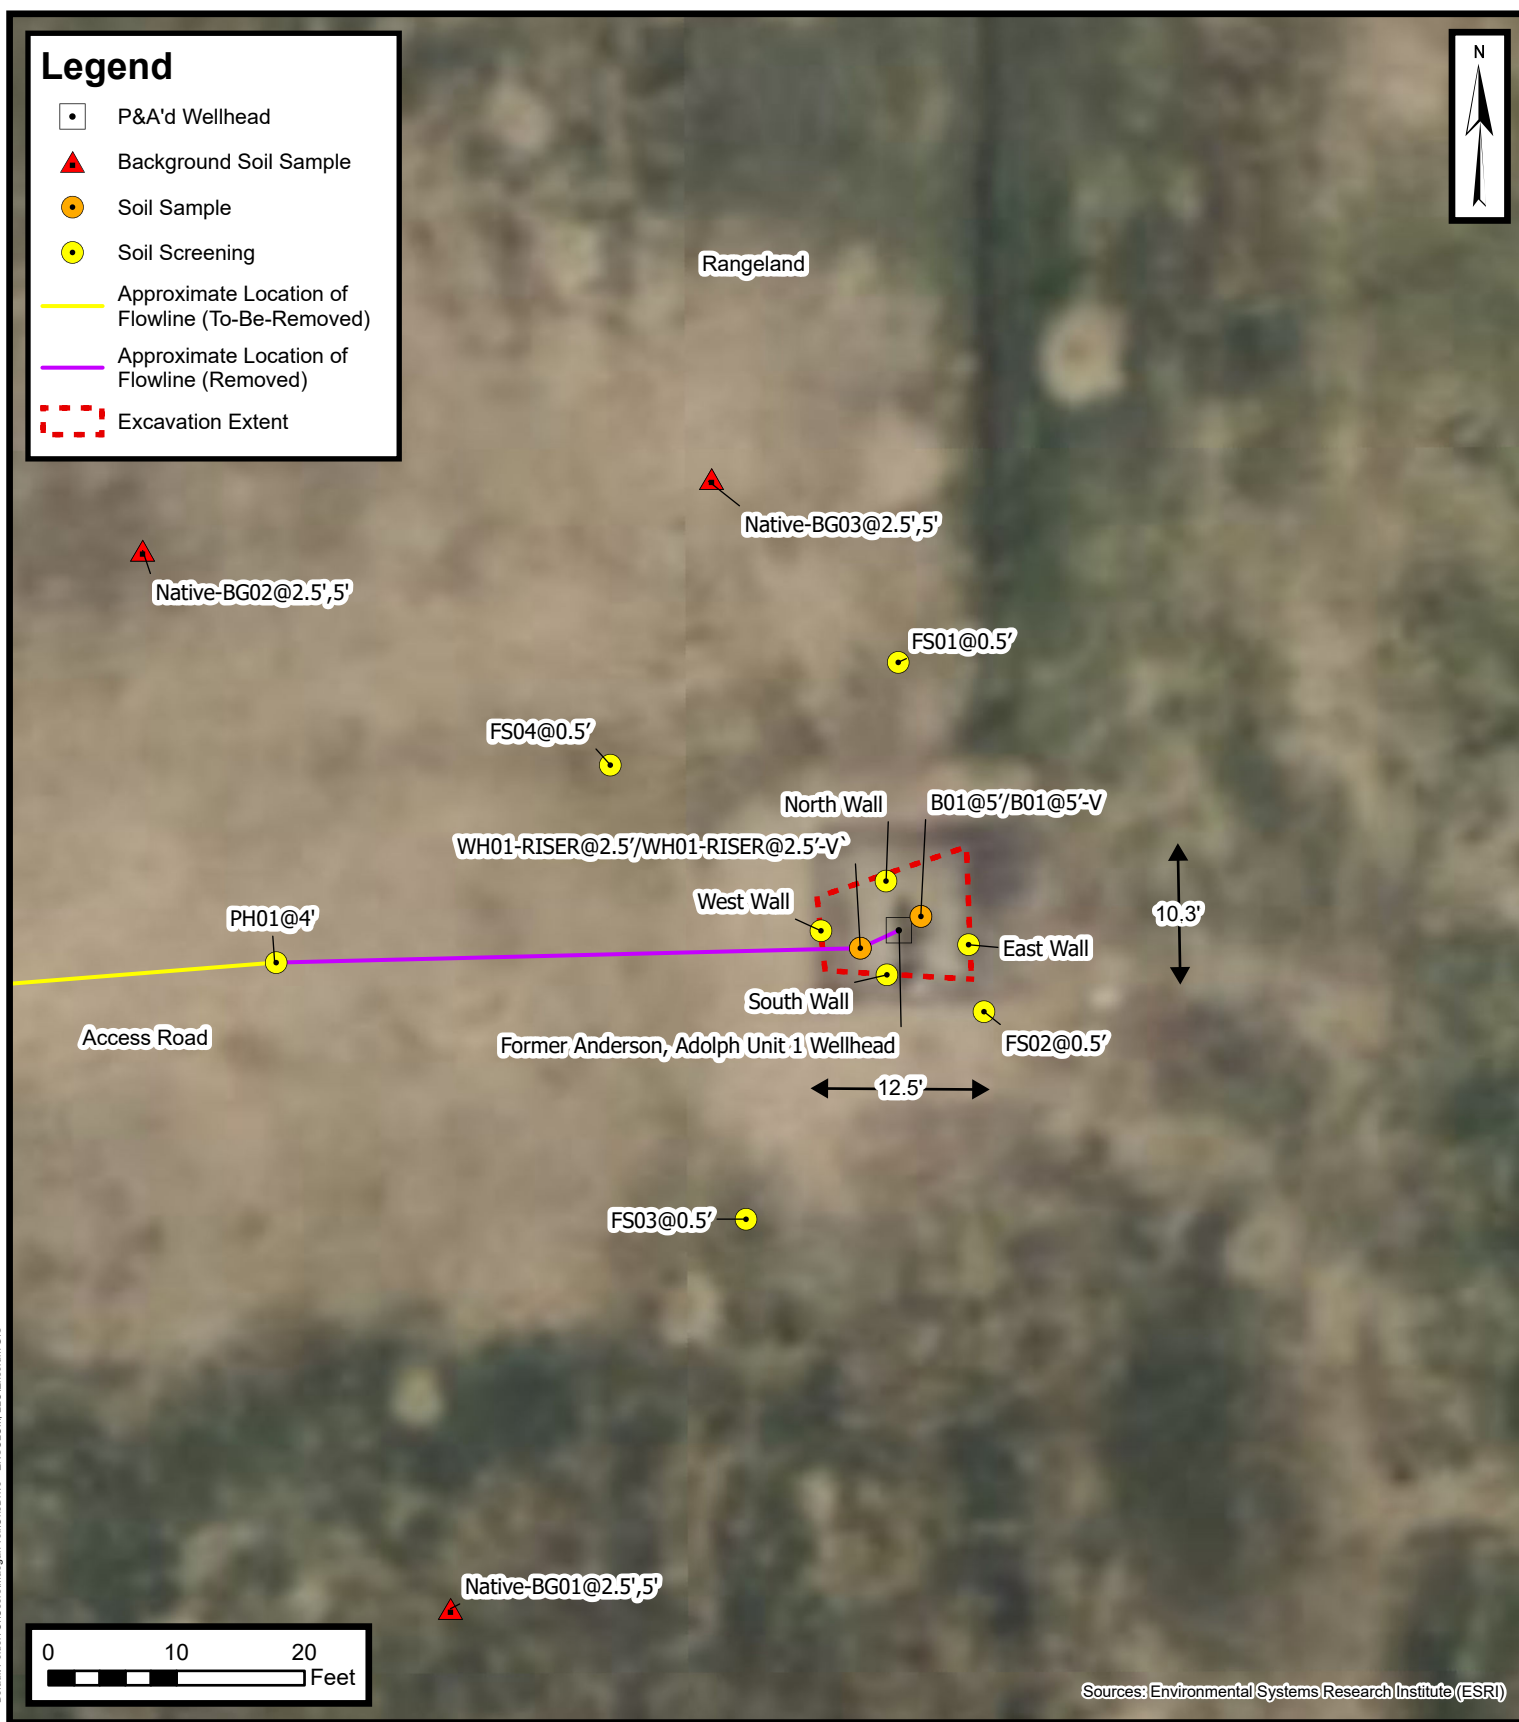 Legend
P&A'd Wellhead
Background Soil Sample
Soil Sample
Soil Screening
Approximate Location of
Flowline (To-Be-Removed)
Approximate Location of
Flowline (Removed)
Excavation Extent
N
Rangeland
Native-BG03@2.5',5'
Native-BG02@2.5',5'
FS01@0.5'
FS04@0.5'
North Wall
B01@5'/B01@5'-V
WH01-RISER@2.5'/WH01-RISER@2.5'-V`
West Wall
PH01@4'
10.3'
East Wall
South Wall
Access Road
Former Anderson, Adolph Unit 1 Wellhead
FS02@0.5'
12.5'
FS03@0.5'
Native-BG01@2.5',5'
0 10 20
Feet
Sources: Environmental Systems Research Institute (ESRI)